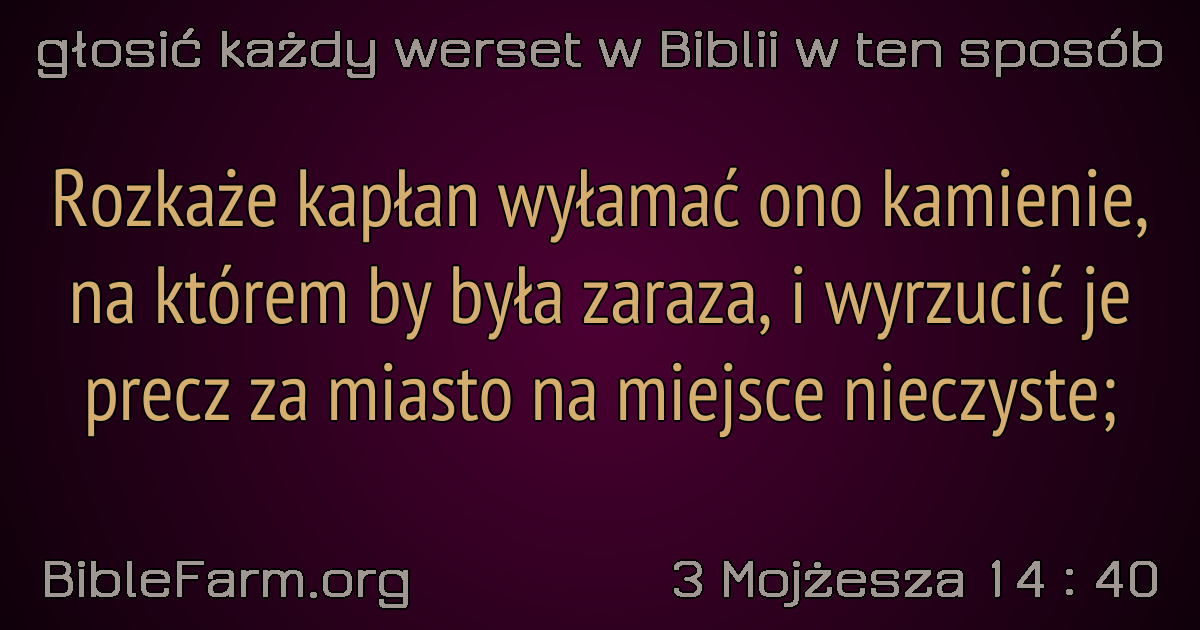 głosić każdy werset w Biblii w ten sposób
Rozkaże kapłan wyłamać ono kamienie,
na którem by była zaraza, i wyrzucić je
precz za miasto na miejsce nieczyste;
BibleFarm.org
3 Mojżesza 14 : 40